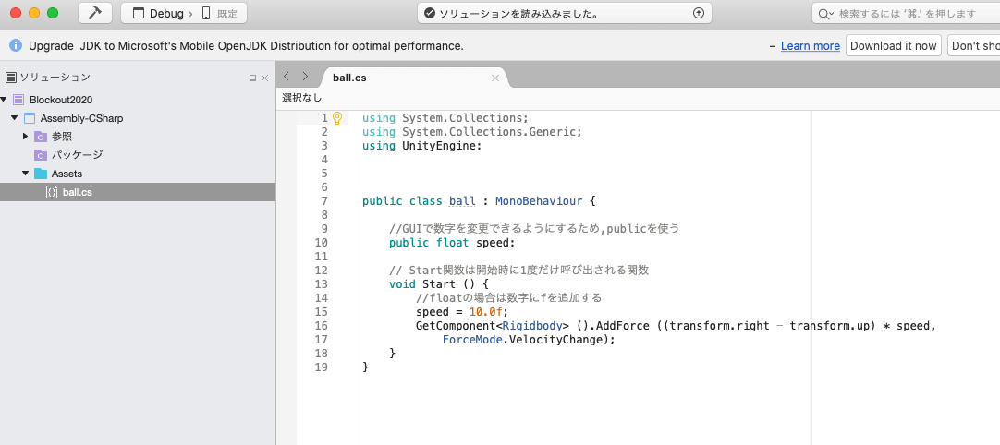 Debug › 既定
ソリューションを読み込みました。
検索するには '⌘.' を押します
Upgrade JDK to Microsoft's Mobile OpenJDK Distribution for optimal performance.
– Learn more Download it now Don't sho
ソリューション
Blockout2020
Assembly-CSharp
参照
パッケージ
Assets
ball.cs
ball.cs
選択なし
1 using System.Collections;
2 using System.Collections.Generic;
3 using UnityEngine;
4
5
6
7 public class ball : MonoBehaviour {
8
9 //GUIで数字を変更できるようにするため,publicを使う
10 public float speed;
11
12 // Start関数は開始時に1度だけ呼び出される関数
13 void Start () {
14 //floatの場合は数字にfを追加する
15 speed = 10.0f;
16 GetComponent<Rigidbody> ().AddForce ((transform.right - transform.up) * speed,
17 ForceMode.VelocityChange);
18 }
19 }